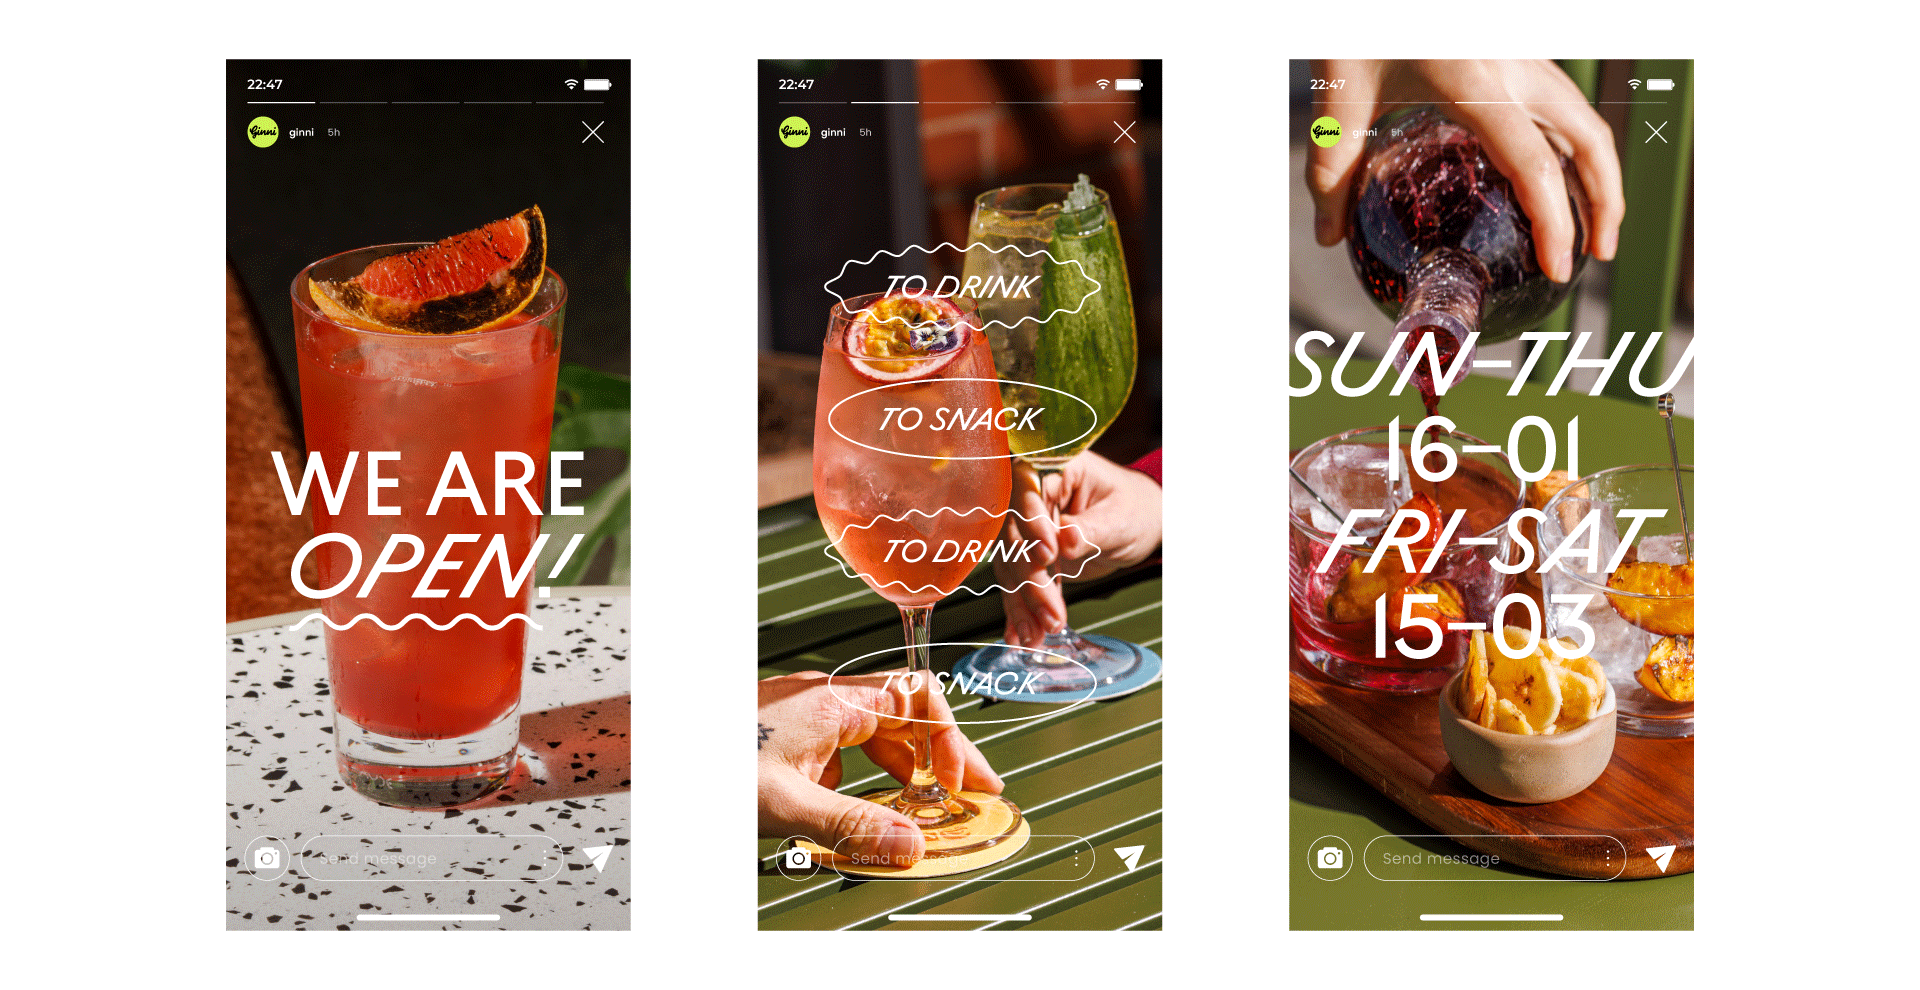 22:47
Ginni
ginni 5h
WE ARE
OPEN!
Send message
22:47
Ginni
ginni 5h
TO DRINK
TO SNACK
TO DRINK
TO SNACK
Send message
22:47
Ginni
ginni 5h
SUN–THU
16–01
FRI–SAT
15–03
Send message